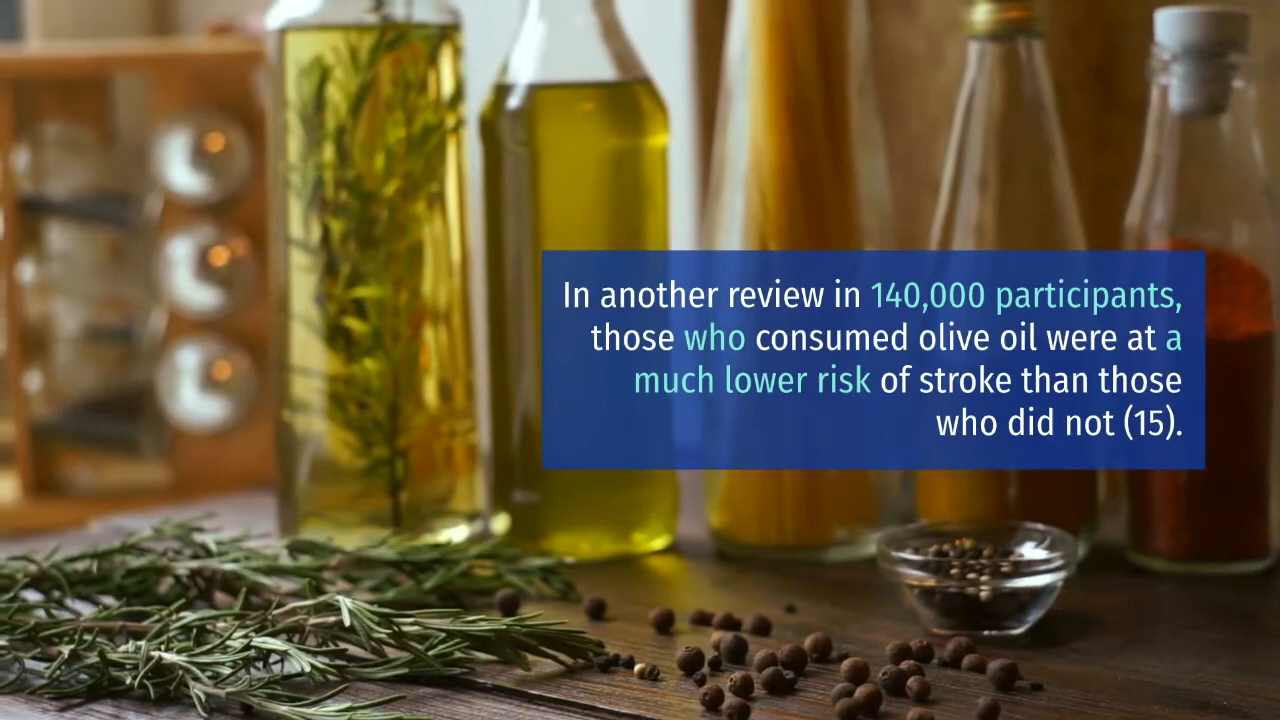 In another review in 140,000 participants,
those who consumed olive oil were at a
much lower risk of stroke than those
who did not (15).